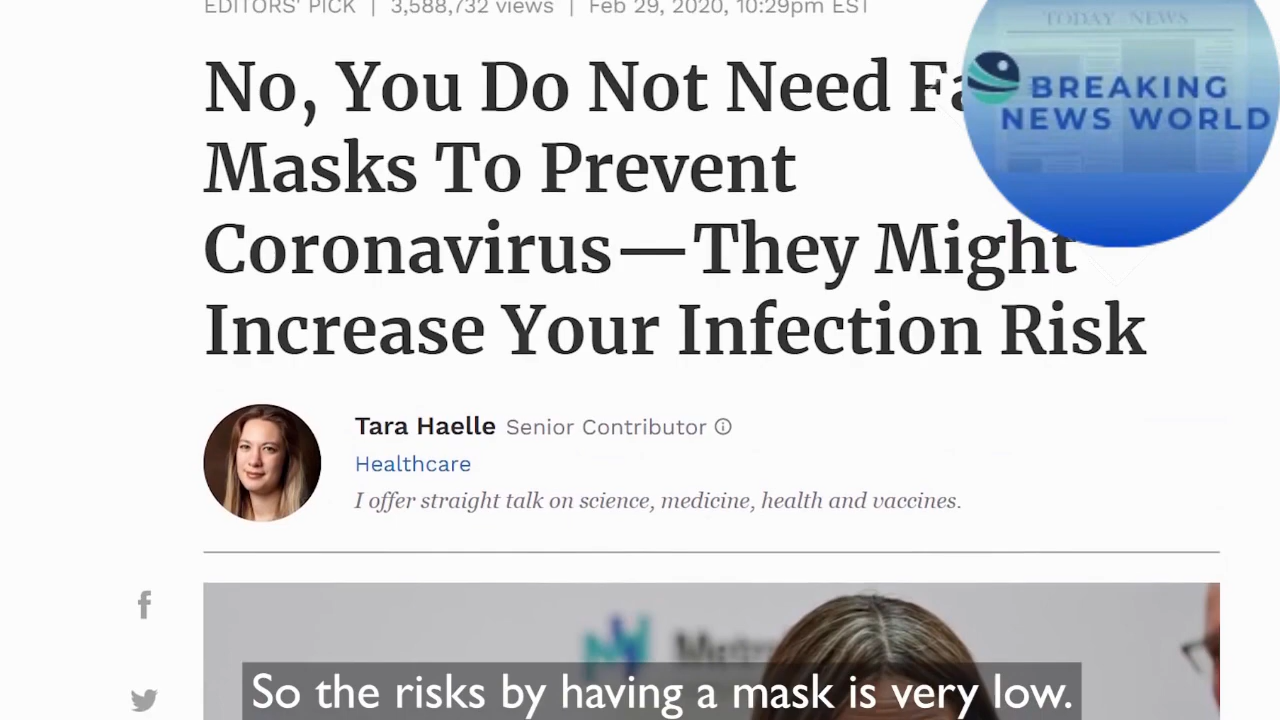 EDITORS' PICK | 3,588,732 views | Feb 29, 2020, 10:29pm EST
TODAY NEWS
No, You Do Not Need
BREAKING
NEWS WORLD
Masks To Prevent
Coronavirus—They Might
Increase Your Infection Risk
Tara Haelle Senior Contributor
Healthcare
I offer straight talk on science, medicine, health and vaccines.
So the risks by having a mask is very low.